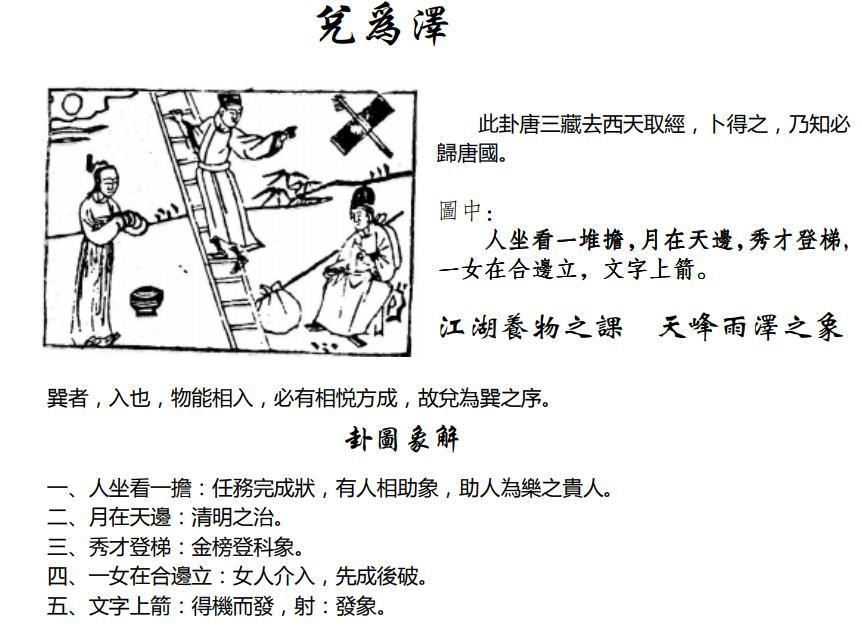 兌為澤
此卦唐三藏去西天取經，卜得之，乃知必
歸唐國。
圖中：
人坐看一堆擔，月在天邊，秀才登梯，
一女在合邊立，文字上箭。
江湖養物之課　天峰雨澤之象
巽者，入也，物能相入，必有相悅方成，故兌為巽之序。
卦圖象解
一、人坐看一擔：任務完成狀，有人相助象，助人為樂之貴人。
二、月在天邊：清明之治。
三、秀才登梯：金榜登科象。
四、一女在合邊立：女人介入，先成後破。
五、文字上箭：得機而發，射：發象。